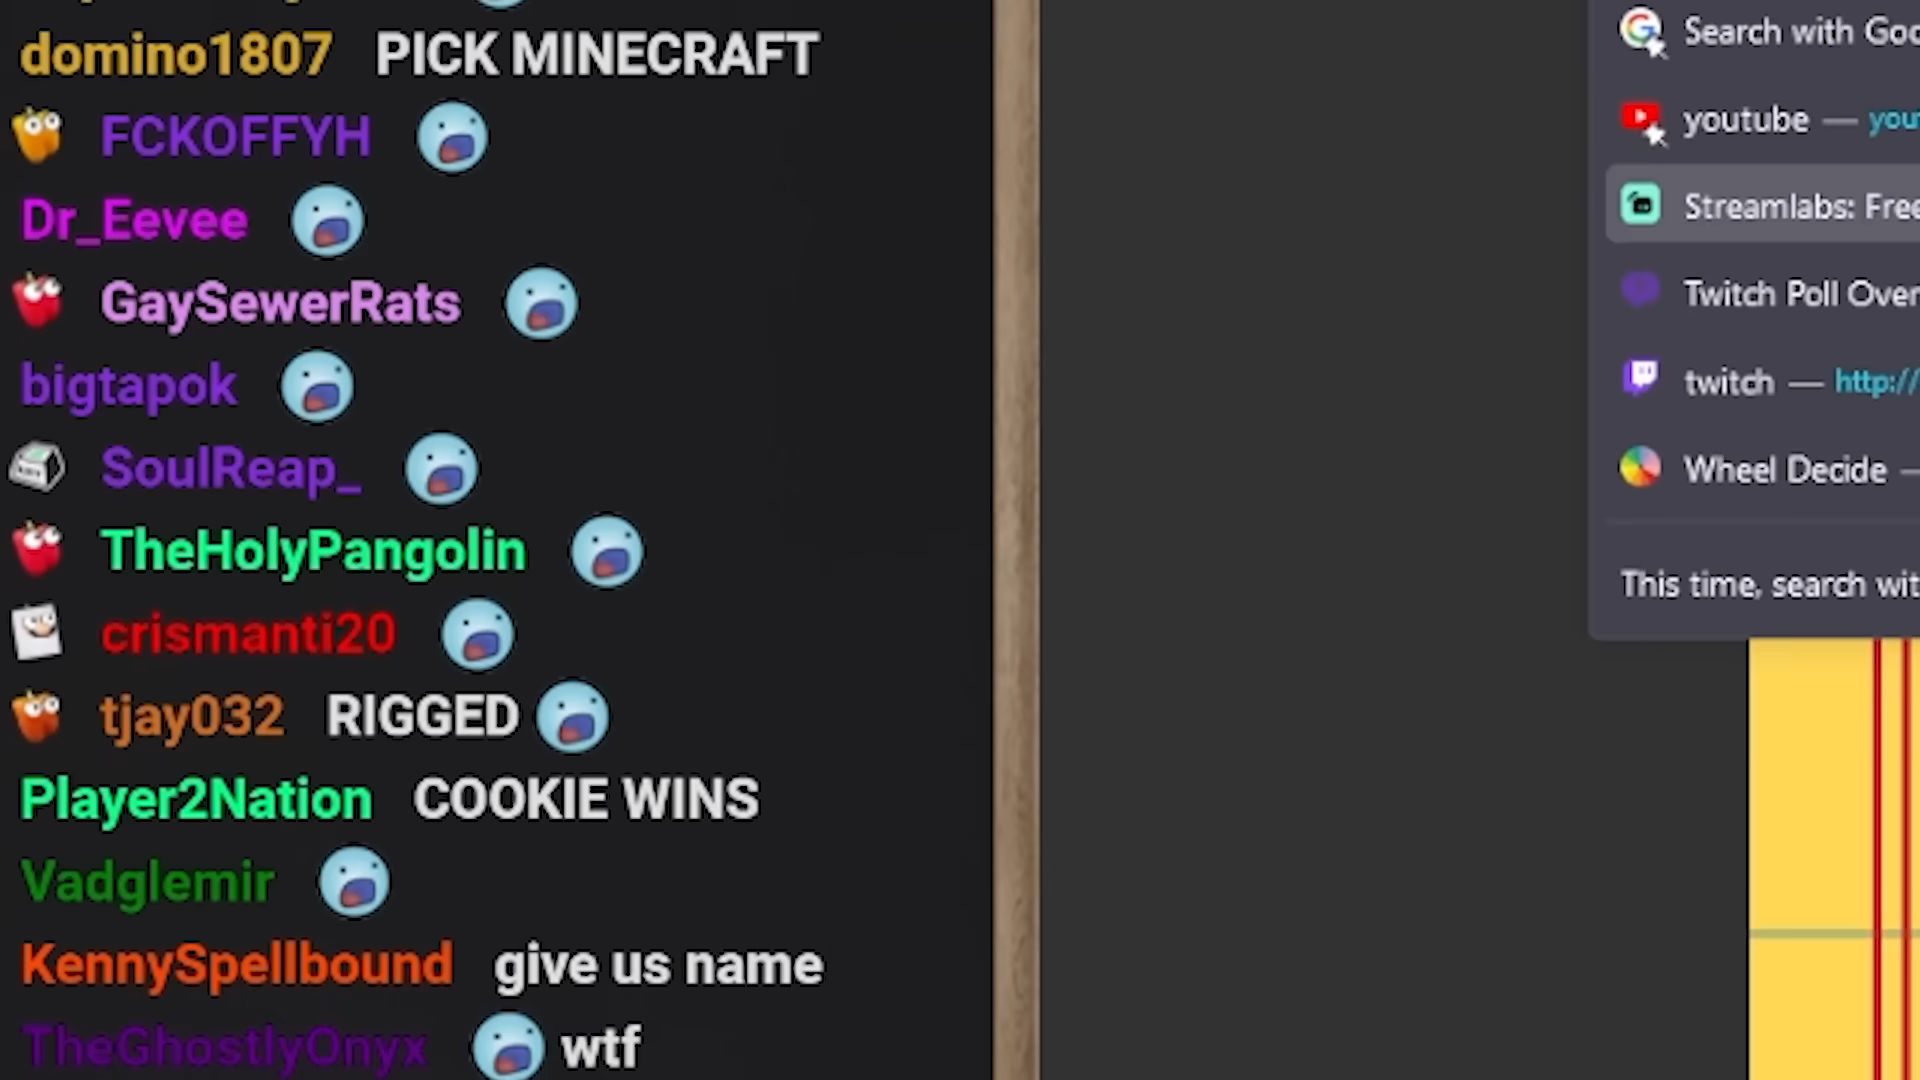 domino1807 PICK MINECRAFT
FCKOFFYH
Dr_Eevee
GaySewerRats
bigtapok
SoulReap_
TheHolyPangolin
crismanti20
tjay032 RIGGED
Player2Nation COOKIE WINS
Vadglemir
KennySpellbound give us name
TheGhostlyOnyx wtf
Search with Goo
youtube — you
Streamlabs: Free
Twitch Poll Over
twitch — http://
Wheel Decide —
This time, search wit